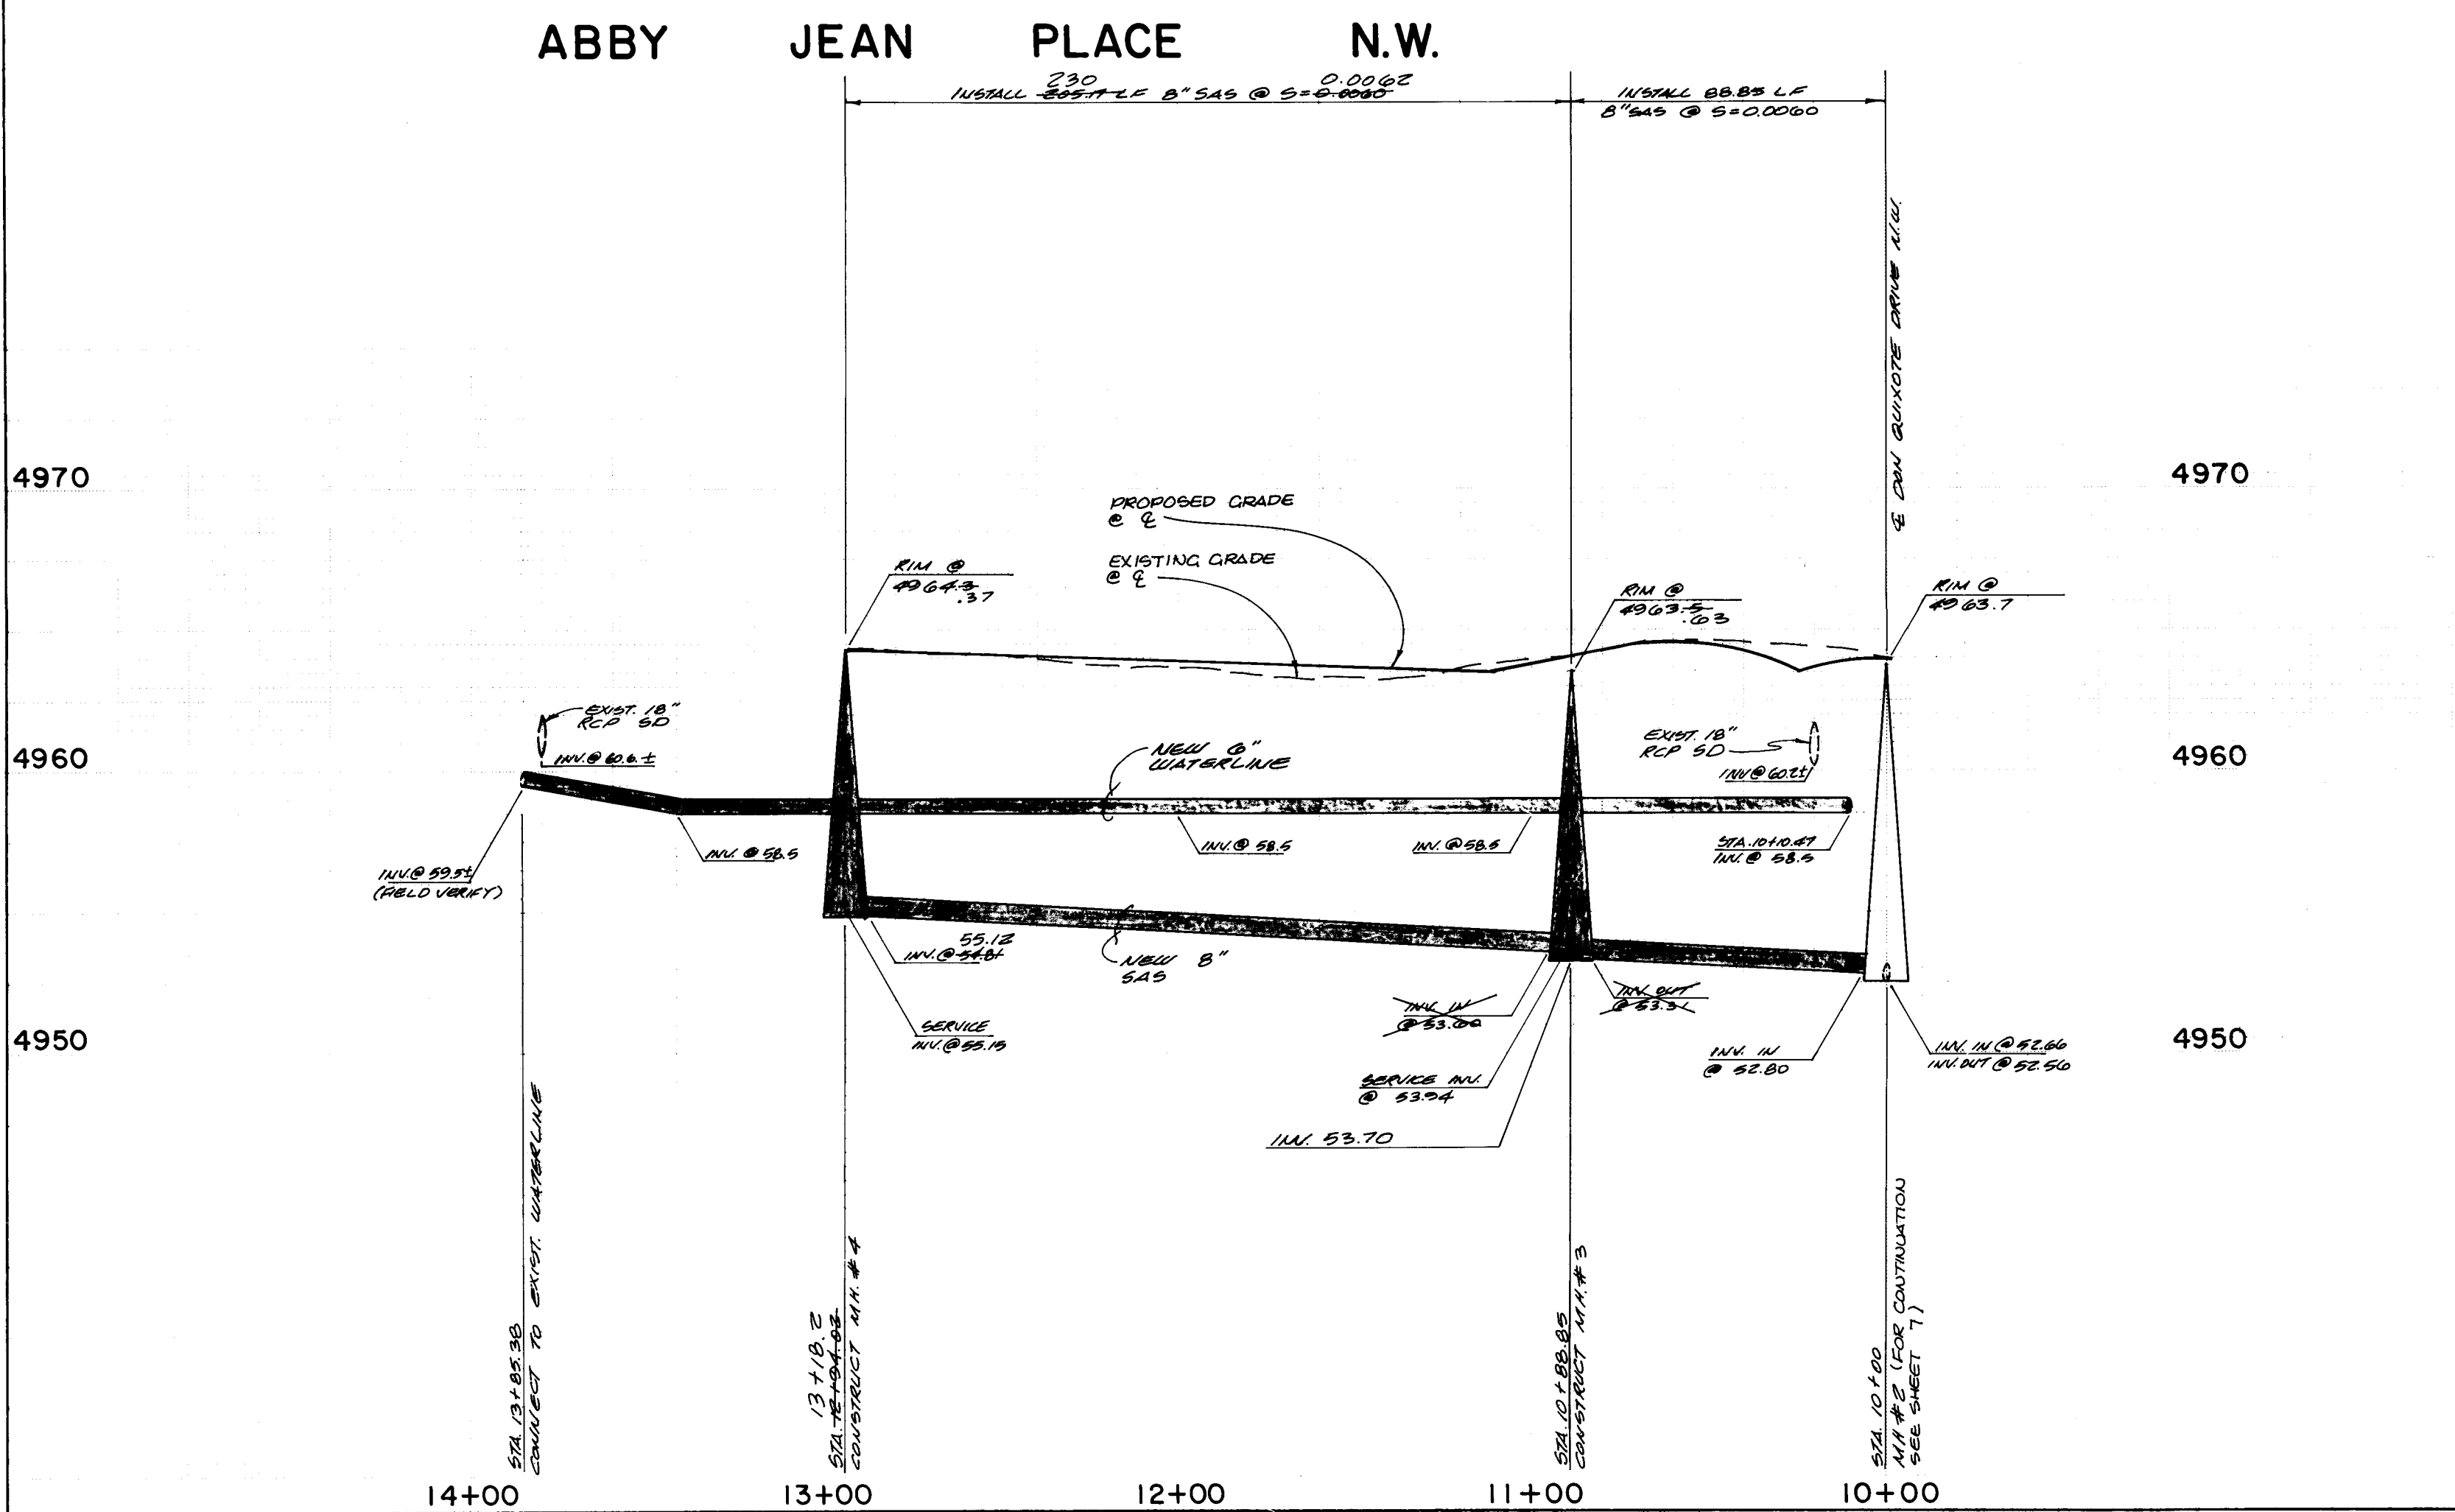 ABBY JEAN PLACE N.W.
230 0.0062
INSTALL 205.17 LF 8" SAS @ S=0.0060
INSTALL 88.85 LF
8" SAS @ S=0.0060
℄ DON QUIXOTE DRIVE N.W.
4970
4970
PROPOSED GRADE
@ ℄
EXISTING GRADE
@ ℄
RIM @
4964.3
.37
RIM @
4963.5
.63
RIM @
4963.7
EXIST. 18"
RCP SD
INV. @ 60.6.±
NEW 6"
WATERLINE
EXIST. 18"
RCP SD
INV @ 60.2±
4960
4960
INV. @ 59.5±
(FIELD VERIFY)
INV. @ 58.5
INV. @ 58.5
INV. @ 58.5
STA. 10+10.47
INV. @ 58.5
55.12
INV. @ 54.81
NEW 8"
SAS
SERVICE
INV. @ 55.15
INV. IN
@ 53.60
INV. OUT
@ 53.31
4950
4950
SERVICE INV.
@ 53.94
INV. 53.70
INV. IN
@ 52.80
INV. IN @ 52.66
INV. OUT @ 52.56
STA. 13+85.38
CONNECT TO EXIST. WATERLINE
13+18.2
STA. 12+94.02
CONSTRUCT M.H. #4
STA. 10+88.85
CONSTRUCT M.H. #3
STA. 10+00
MH #2 (FOR CONTINUATION
SEE SHEET 7)
14+00 13+00 12+00 11+00 10+00